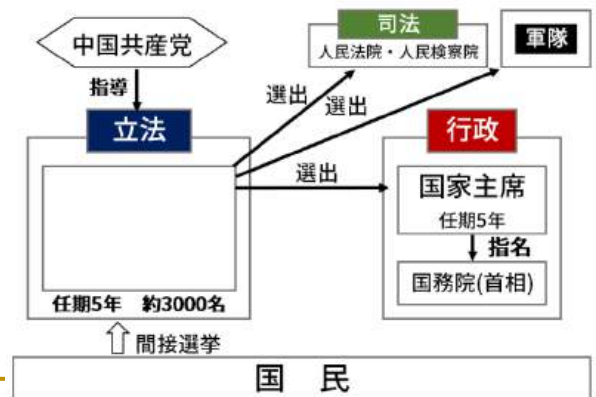 中国共産党
指導
司法
人民法院・人民検察院
軍隊
選出
選出
立法
行政
選出
国家主席
任期5年
指名
国務院(首相)
任期5年 約3000名
間接選挙
国 民